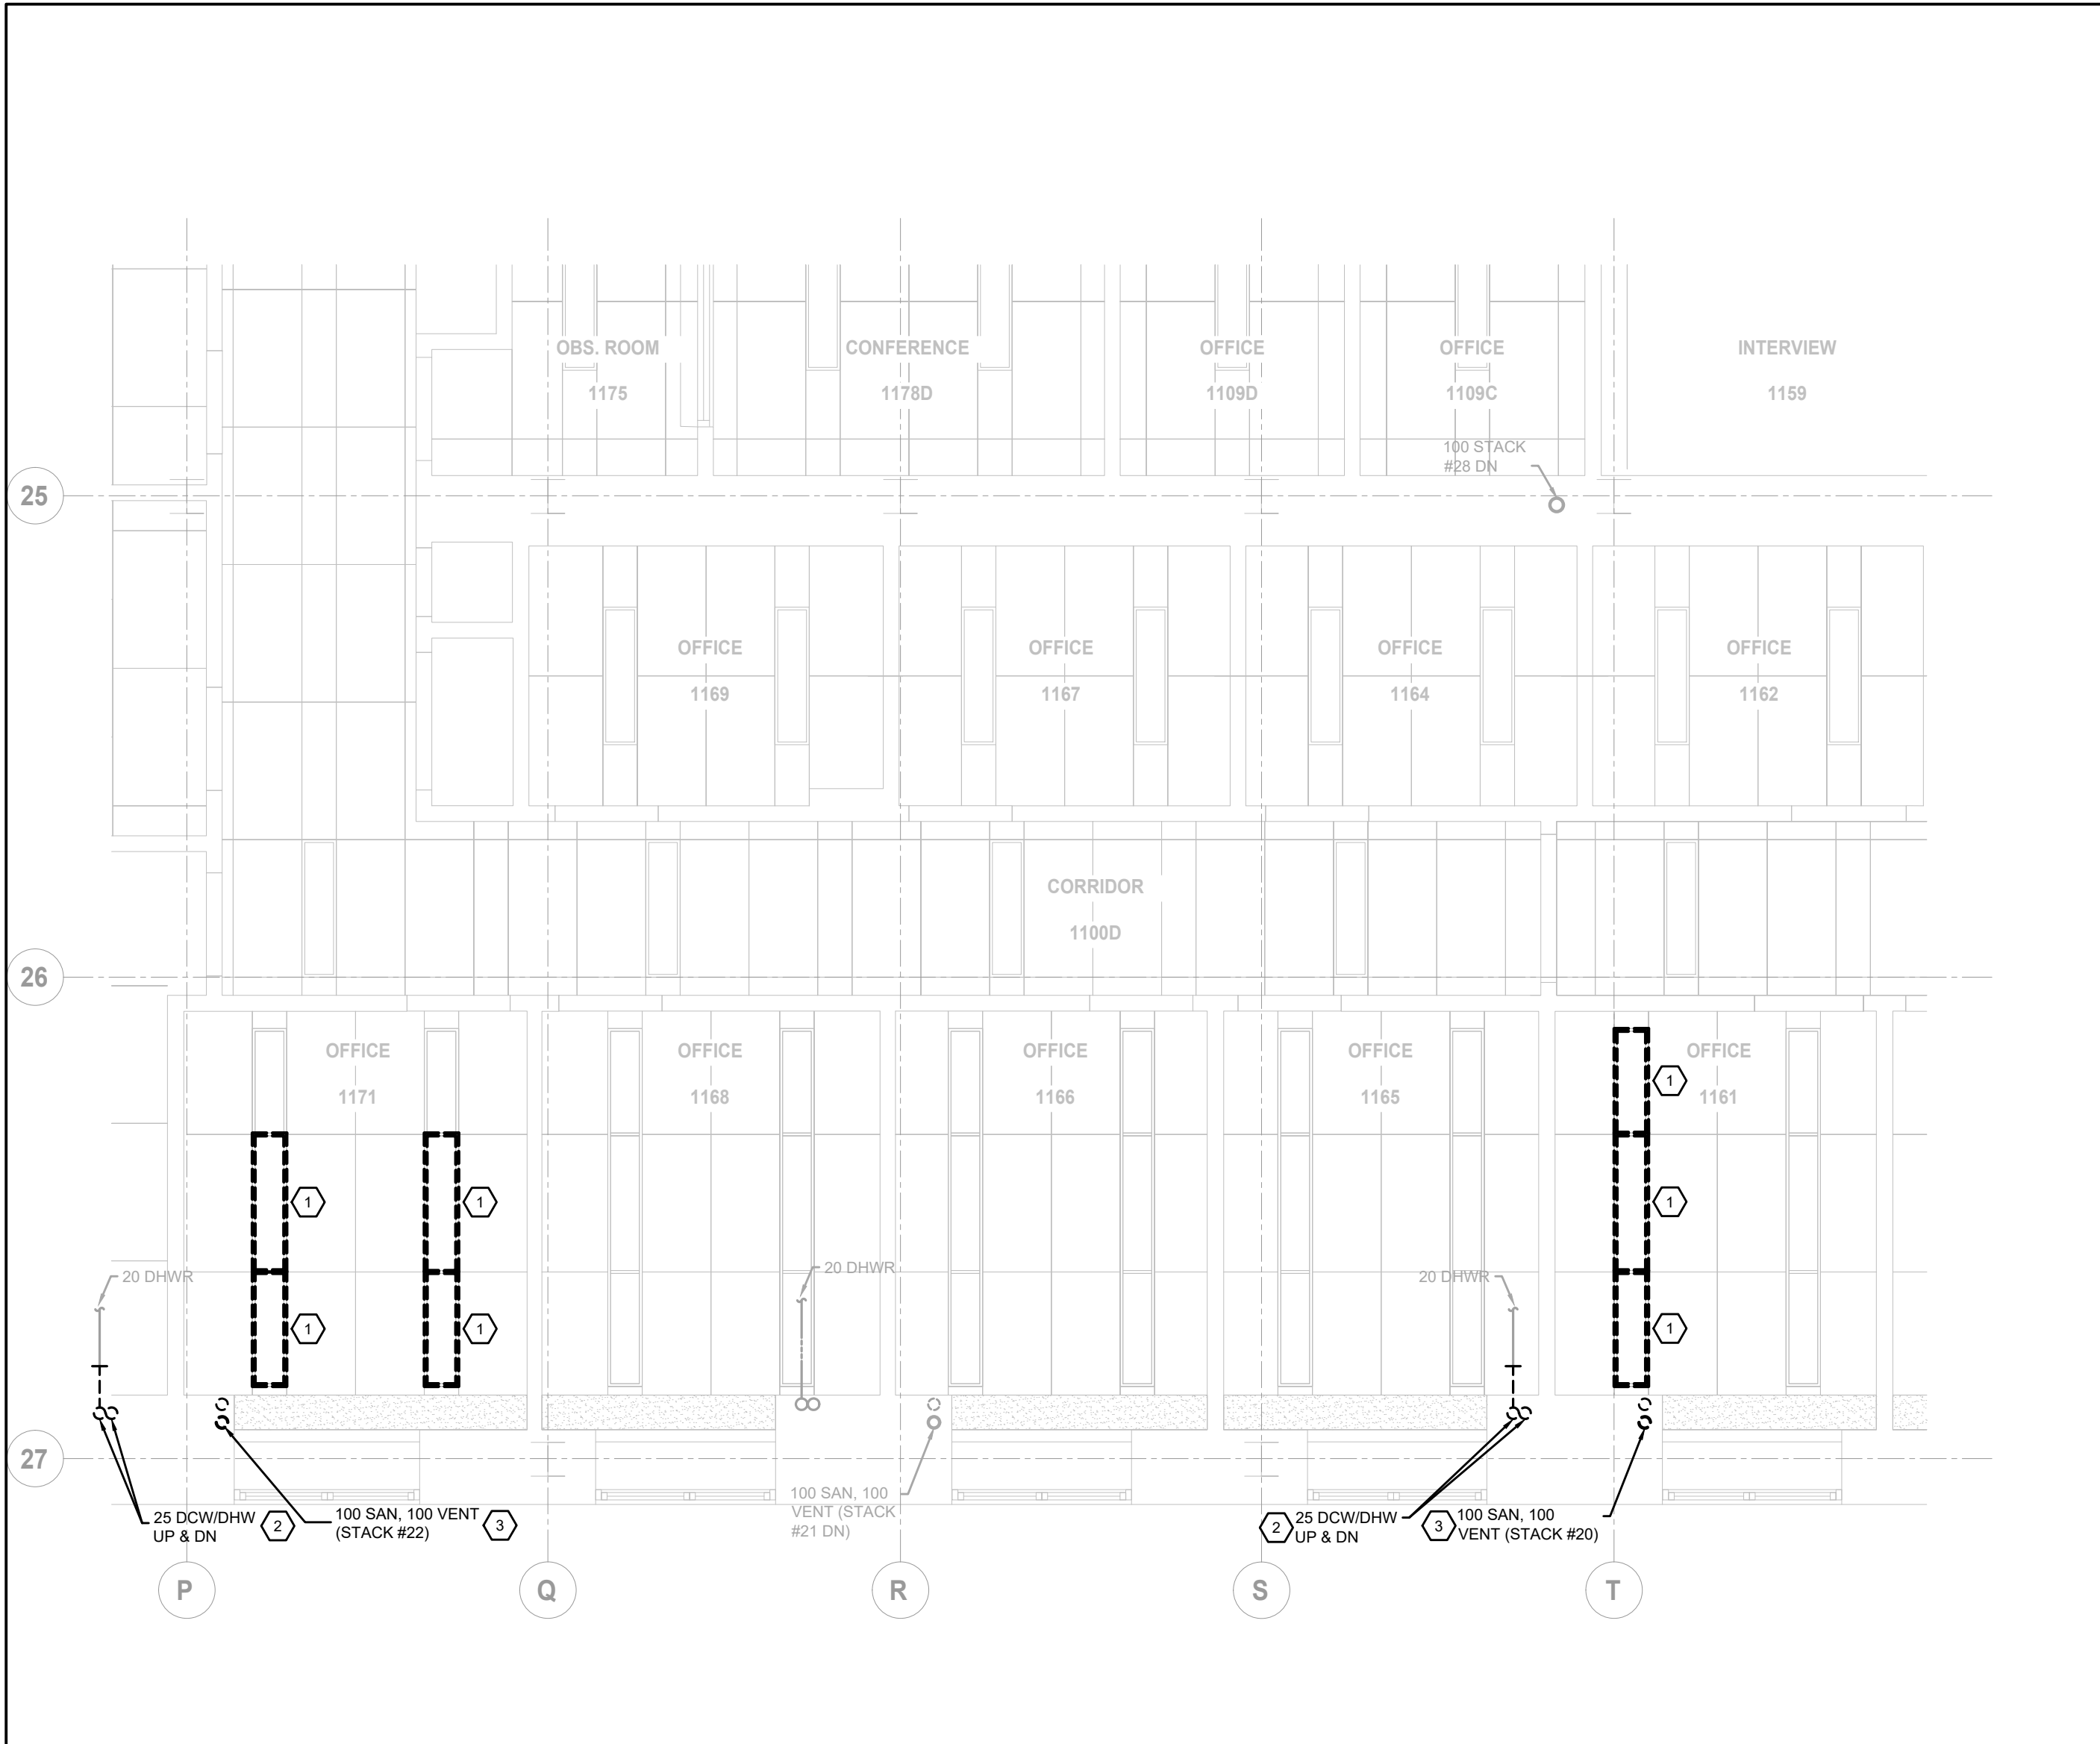 OBS. ROOM
1175
CONFERENCE
1178D
OFFICE
1109D
OFFICE
1109C
INTERVIEW
1159
100 STACK
#28 DN
25
OFFICE
1169
OFFICE
1167
OFFICE
1164
OFFICE
1162
CORRIDOR
1100D
26
OFFICE
1171
OFFICE
1168
OFFICE
1166
OFFICE
1165
OFFICE
1161
1
1
1
1
1
1
1
20 DHWR
20 DHWR
20 DHWR
27
25 DCW/DHW
UP & DN
2
100 SAN, 100 VENT
(STACK #22)
3
100 SAN, 100
VENT (STACK
#21 DN)
2
25 DCW/DHW
UP & DN
3
100 SAN, 100
VENT (STACK #20)
P
Q
R
S
T